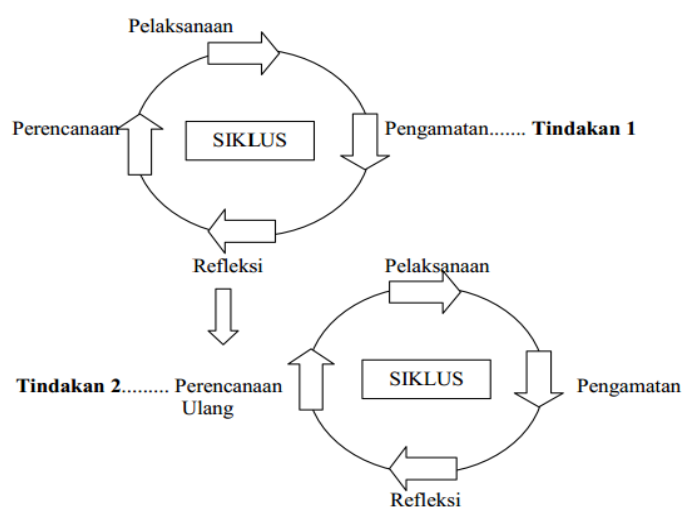 Pelaksanaan
Perencanaan
SIKLUS
Pengamatan....... Tindakan 1
Refleksi
Pelaksanaan
Tindakan 2......... Perencanaan
Ulang
SIKLUS
Pengamatan
Refleksi